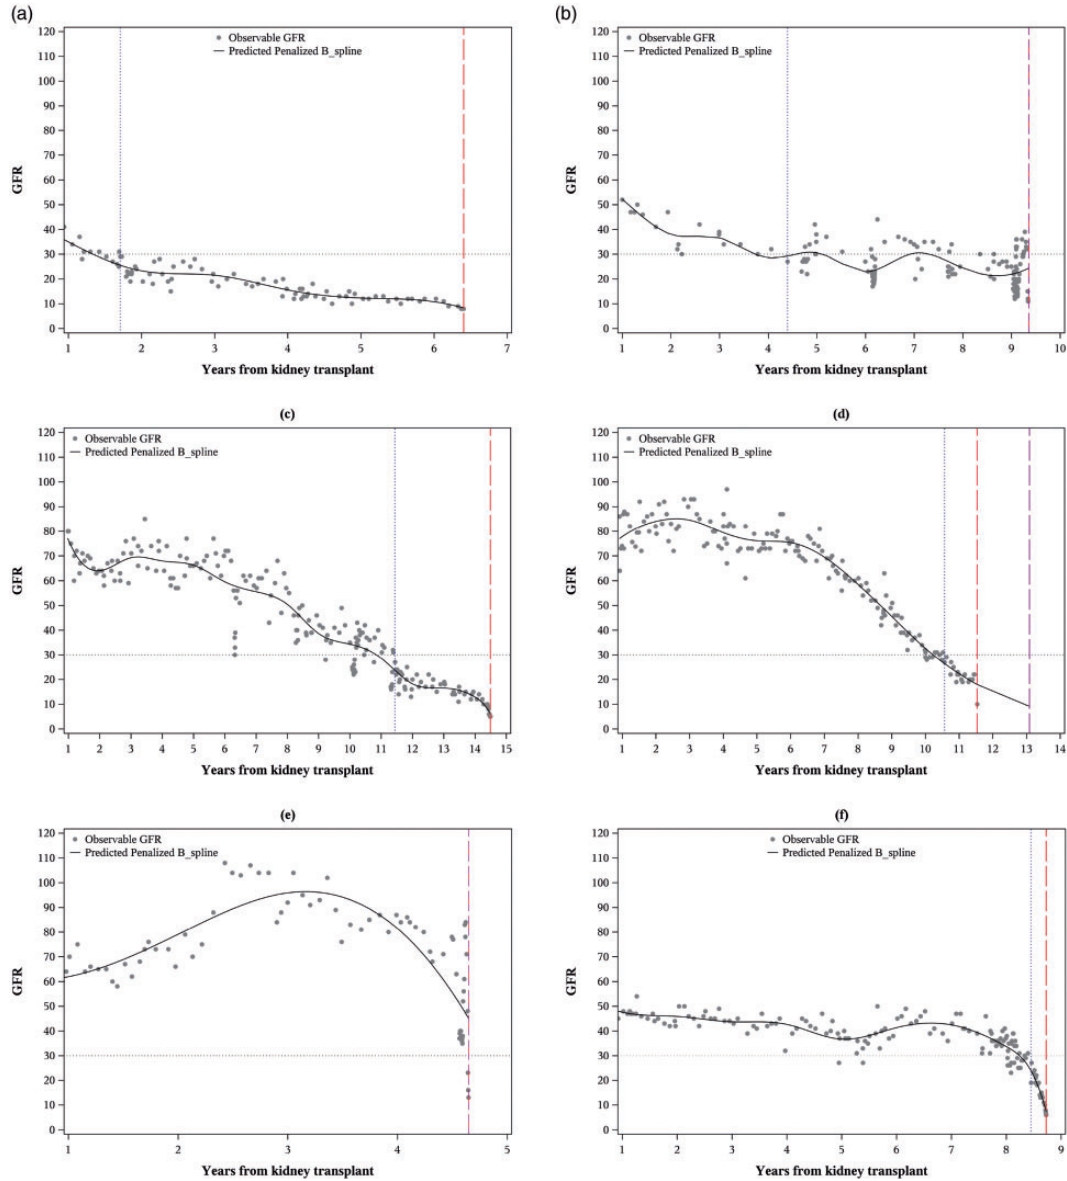 (a)
120
110
100
90
80
70
60
50
40
30
20
10
0
GFR
Observable GFR
Predicted Penalized B_spline
1 2 3 4 5 6 7
Years from kidney transplant
(b)
120
110
100
90
80
70
60
50
40
30
20
10
0
GFR
Observable GFR
Predicted Penalized B_spline
1 2 3 4 5 6 7 8 9 10
Years from kidney transplant
(c)
120
110
100
90
80
70
60
50
40
30
20
10
0
GFR
Observable GFR
Predicted Penalized B_spline
1 2 3 4 5 6 7 8 9 10 11 12 13 14 15
Years from kidney transplant
(d)
120
110
100
90
80
70
60
50
40
30
20
10
0
GFR
Observable GFR
Predicted Penalized B_spline
1 2 3 4 5 6 7 8 9 10 11 12 13 14
Years from kidney transplant
(e)
120
110
100
90
80
70
60
50
40
30
20
10
0
GFR
Observable GFR
Predicted Penalized B_spline
1 2 3 4 5
Years from kidney transplant
(f)
120
110
100
90
80
70
60
50
40
30
20
10
0
GFR
Observable GFR
Predicted Penalized B_spline
1 2 3 4 5 6 7 8 9
Years from kidney transplant